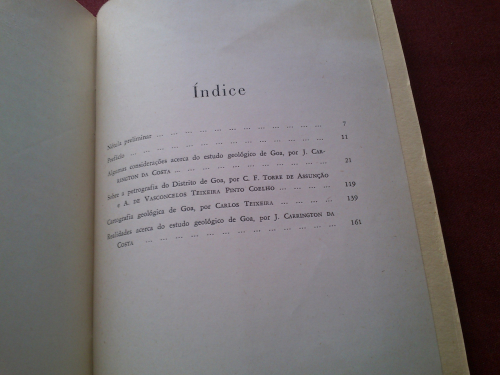 Índice
Nótula preliminar ... 7
Prefácio ... 11
Algumas considerações acerca do estudo geológico de Goa, por J. CAR-
RINGTON DA COSTA ... 21
Sobre a petrografia do Distrito de Goa, por C. F. TORRE DE ASSUNÇÃO
e A. DE VASCONCELOS TEIXEIRA PINTO COELHO ... 119
Cartografia geológica de Goa, por CARLOS TEIXEIRA ... 139
Realidades acerca do estudo geológico de Goa, por J. CARRINGTON DA
COSTA ... 161